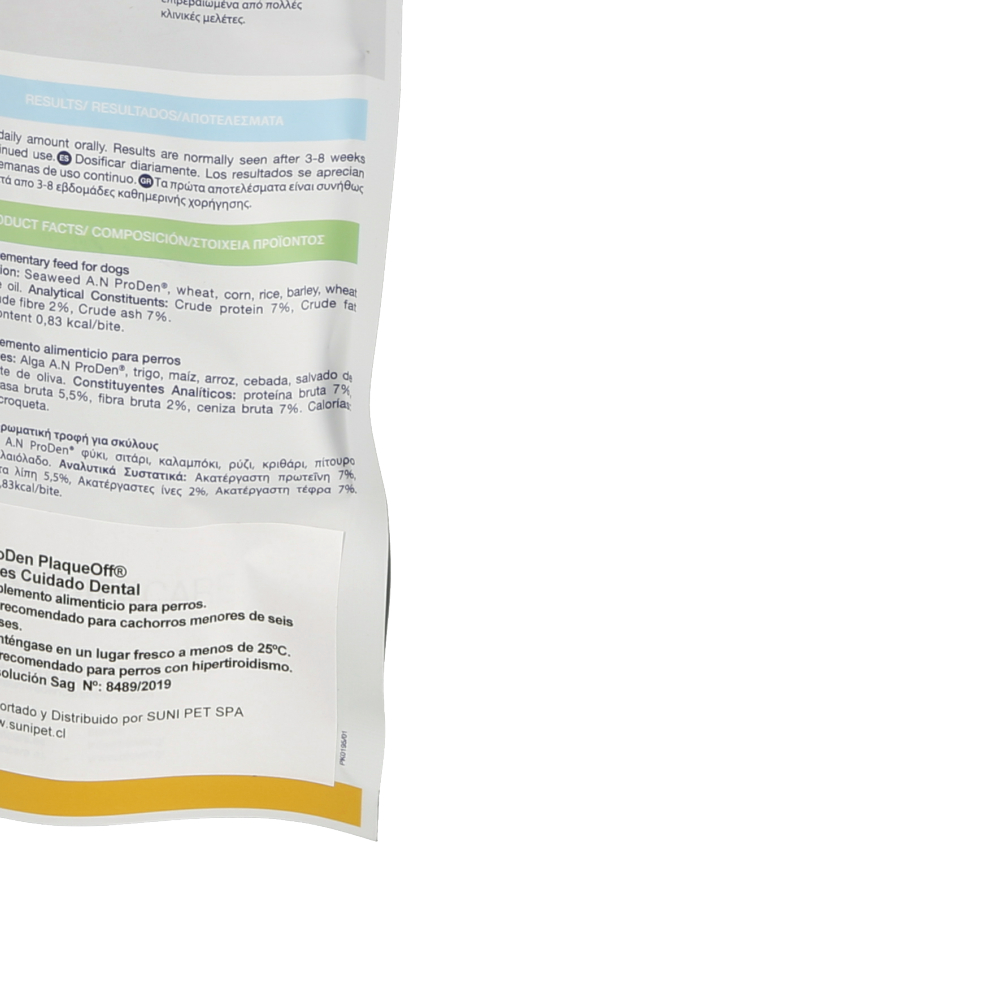 επιβεβαιωμένα από πολλές
κλινικές μελέτες.
RESULTS/ RESULTADOS/ΑΠΟΤΕΛΕΣΜΑΤΑ
daily amount orally. Results are normally seen after 3-8 weeks
nued use. ES Dosificar diariamente. Los resultados se aprecian
emanas de uso continuo. GR Τα πρώτα αποτελέσματα είναι συνήθως
τά απο 3-8 εβδομάδες καθημερινής χορήγησης.
ODUCT FACTS/ COMPOSICIÓN/ΣΤΟΙΧΕΙΑ ΠΡΟΪΟΝΤΟΣ
ementary feed for dogs
ion: Seaweed A.N ProDen®, wheat, corn, rice, barley, wheat
oil. Analytical Constituents: Crude protein 7%, Crude fat
de fibre 2%, Crude ash 7%.
ontent 0,83 kcal/bite.
emento alimenticio para perros
es: Alga A.N ProDen®, trigo, maíz, arroz, cebada, salvado de
te de oliva. Constituyentes Analíticos: proteína bruta 7%,
asa bruta 5,5%, fibra bruta 2%, ceniza bruta 7%. Calorías
croqueta.
ρωματική τροφή για σκύλους
A.N ProDen® φύκι, σιτάρι, καλαμπόκι, ρύζι, κριθάρι, πίτουρο
λαιόλαδο. Αναλυτικά Συστατικά: Ακατέργαστη πρωτεΐνη 7%,
τα λίπη 5,5%, Ακατέργαστες ίνες 2%, Ακατέργαστη τέφρα 7%.
,83kcal/bite.
oDen PlaqueOff®
es Cuidado Dental
plemento alimenticio para perros.
recomendado para cachorros menores de seis
ses.
nténgase en un lugar fresco a menos de 25ºC.
recomendado para perros con hipertiroidismo.
solución Sag Nº: 8489/2019
ortado y Distribuido por SUNI PET SPA
w.sunipet.cl
PK0195/01